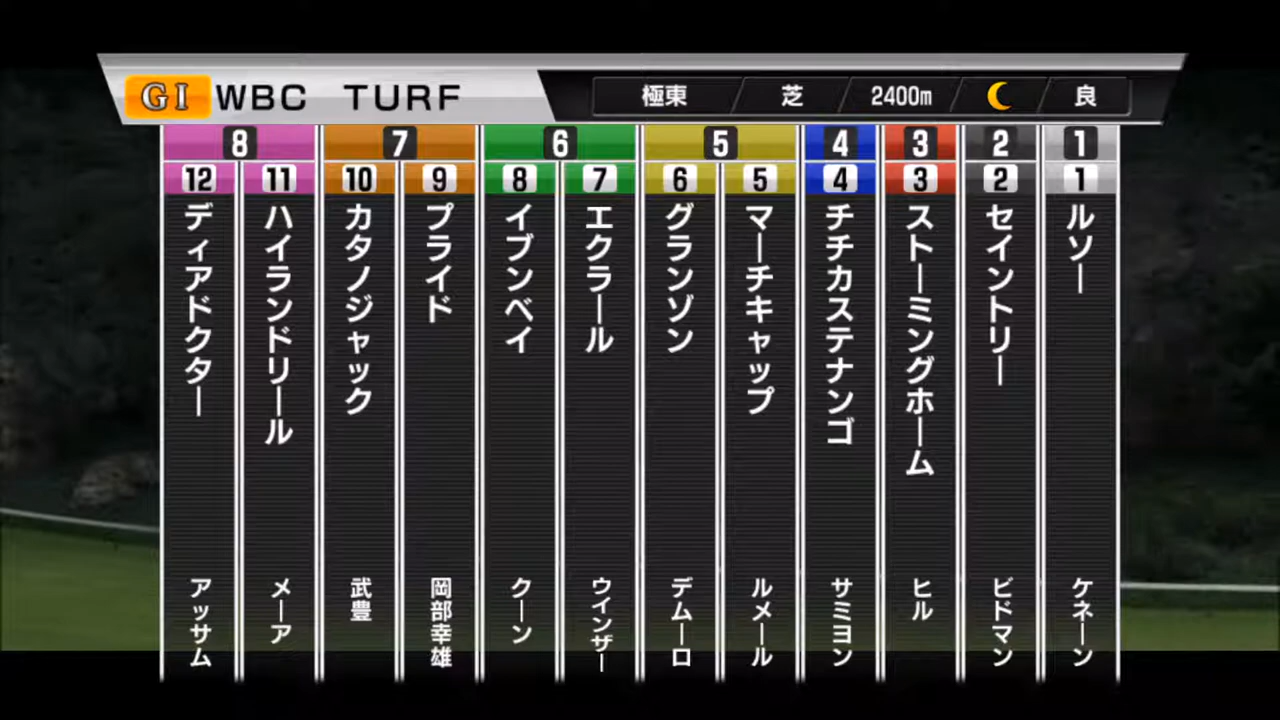 GI WBC TURF 極東 芝 2400m 良
1
1
ルソー
ケネーン
2
2
セイントリー
ビドマン
3
3
ストーミングホーム
ヒル
4
4
チチカステナンゴ
サミヨン
5
5
マーチキャップ
ルメール
6
グランゾン
デムーロ
6
7
エクラール
ウインザー
8
イブンベイ
クーン
7
9
プライド
岡部幸雄
10
カタノジャック
武豊
8
11
ハイランドリール
メーア
12
ディアドクター
アッサム